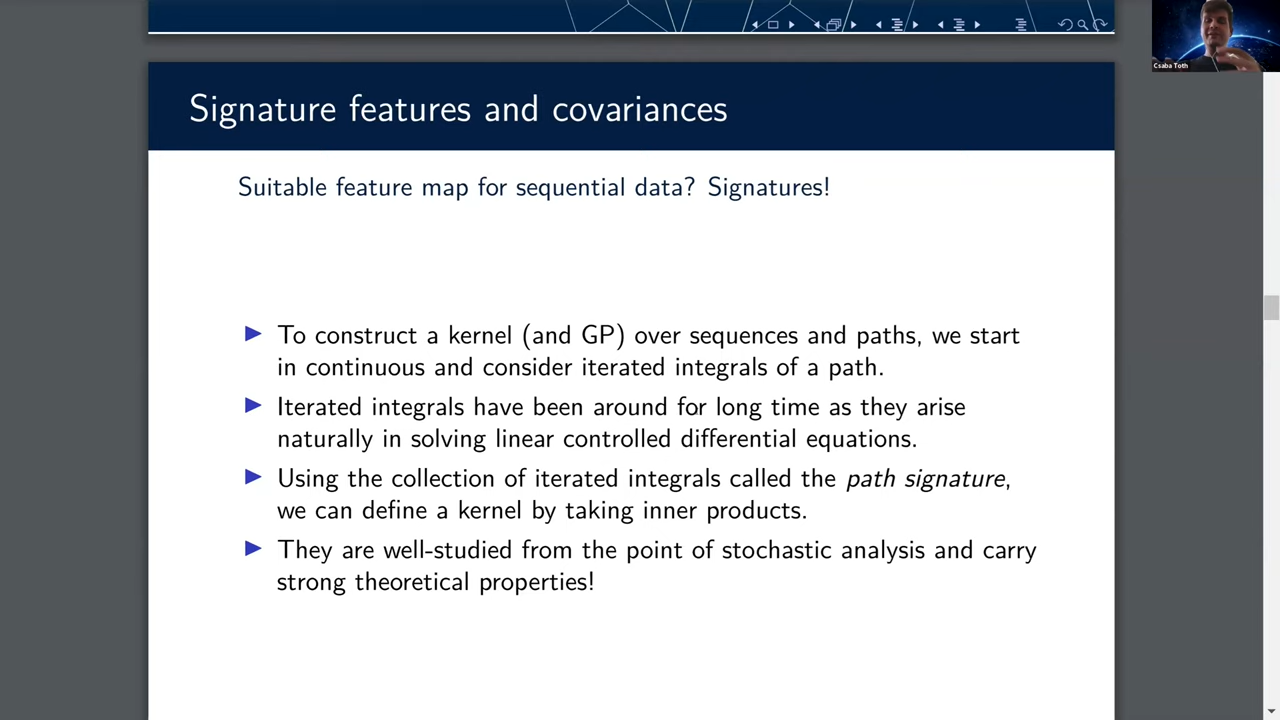 Csaba Toth
Signature features and covariances
Suitable feature map for sequential data? Signatures!
To construct a kernel (and GP) over sequences and paths, we start
in continuous and consider iterated integrals of a path.
Iterated integrals have been around for long time as they arise
naturally in solving linear controlled differential equations.
Using the collection of iterated integrals called the path signature,
we can define a kernel by taking inner products.
They are well-studied from the point of stochastic analysis and carry
strong theoretical properties!